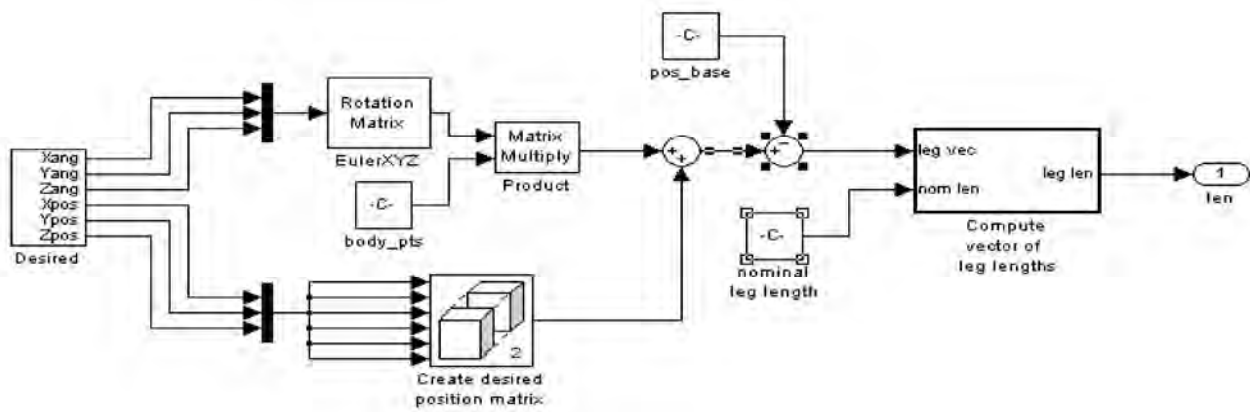 -C-
pos_base
Rotation
Matrix
EulerXYZ
Matrix
Multiply
Product
-C-
body_pts
Xang
Yang
Zang
Xpos
Ypos
Zpos
Desired
+
+
+
-
leg vec
nom len
leg len
Compute
vector of
leg lengths
1
len
-C-
nominal
leg length
2
Create desired
position matrix